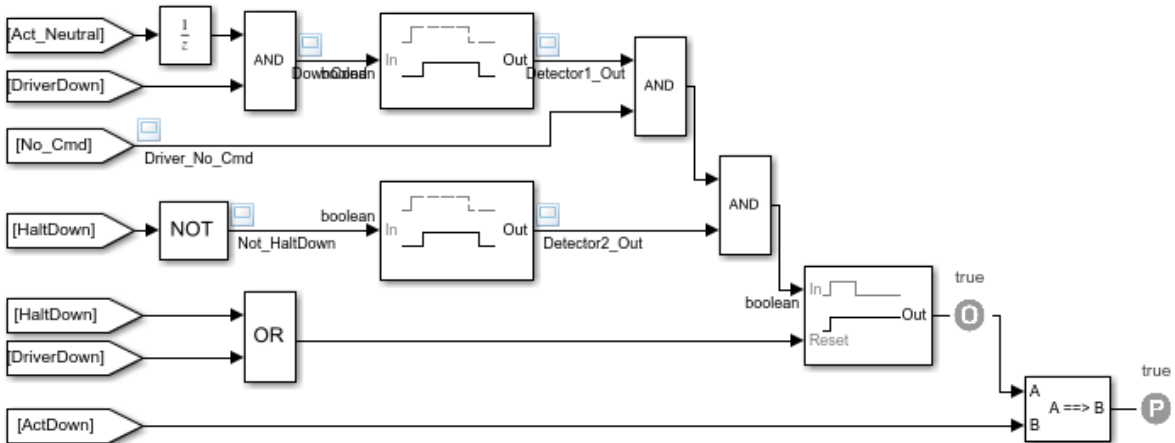 [Act_Neutral]
1
z
[DriverDown]
AND
boolean
In
Out
Detector1_Out
AND
[No_Cmd]
Driver_No_Cmd
AND
[HaltDown]
NOT
Not_HaltDown
boolean
In
Out
Detector2_Out
[HaltDown]
[DriverDown]
OR
boolean
In
Out
Reset
true
O
[ActDown]
A
B
A ==> B
true
P